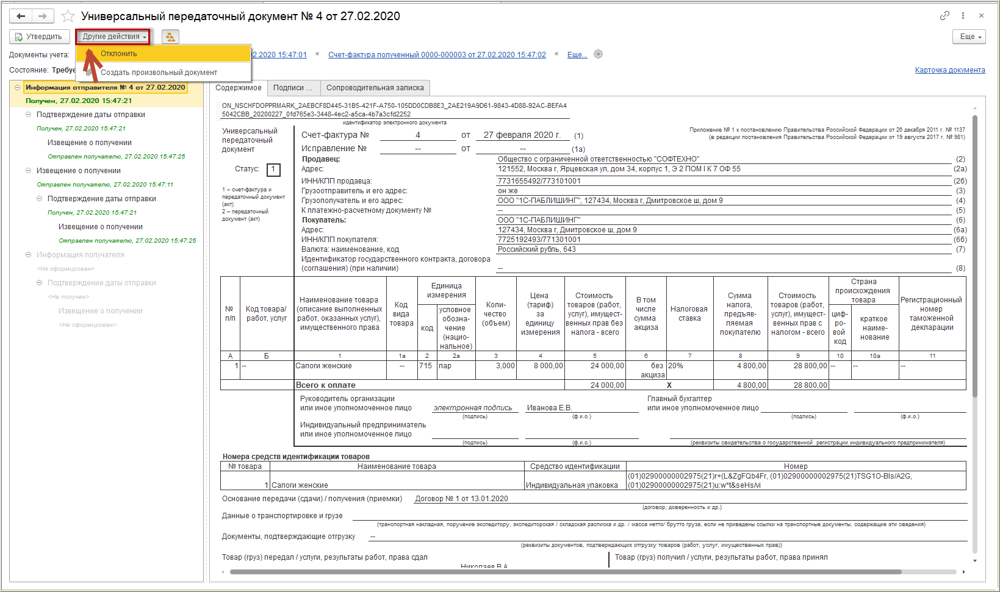 Универсальный передаточный документ № 4 от 27.02.2020
Утвердить
Другие действия
Еще
Отклонить
Создать произвольный документ
Документы учета:
2.2020 15:47:01
×
Счет-фактура полученный 0000-000003 от 27.02.2020 15:47:02
×
Еще...
Состояние: Требуе
Карточка документа
Информация отправителя № 4 от 27.02.2020
Получен, 27.02.2020 15:47:21
Подтверждение даты отправки
Получен, 27.02.2020 15:47:21
Извещение о получении
Отправлен получателю, 27.02.2020 15:47:25
Извещение о получении
Отправлен получателю, 27.02.2020 15:47:11
Подтверждение даты отправки
Получен, 27.02.2020 15:47:21
Извещение о получении
Отправлен получателю, 27.02.2020 15:47:25
Информация получателя
<Не сформирован>
Подтверждение даты отправки
<Не получен>
Извещение о получении
<Не сформирован>
Содержимое
Подписи ...
Сопроводительная записка
ON_NSCHFDOPPRMARK_2AEBCF8D445-31B5-421F-A750-105DD0CDB8E3_2AE219A9D61-9843-4D88-92AC-BEFA4
5042CBB_20200227_0fd765e3-3448-4ec2-a5ca-4b7a3cfd2252
идентификатор электронного документа
Универсальный
передаточный
документ
Статус: 1
1 – счет-фактура и
передаточный документ
(акт)
2 – передаточный
документ (акт)
Счет-фактура № 4 от 27 февраля 2020 г. (1)
Исправление № -- от -- (1а)
Приложение № 1 к постановлению Правительства Российской Федерации от 26 декабря 2011 г. № 1137
(в редакции постановления Правительства Российской Федерации от 19 августа 2017 г. № 981)
Продавец: Общество с ограниченной ответственностью "СОФТЕХНО" (2)
Адрес: 121552, Москва г, Ярцевская ул, дом 34, корпус 1, Э 2 ПОМ I К 7 ОФ 55 (2а)
ИНН/КПП продавца: 7731655492/773101001 (2б)
Грузоотправитель и его адрес: он же (3)
Грузополучатель и его адрес: ООО "1С-ПАБЛИШИНГ", 127434, Москва г, Дмитровское ш, дом 9 (4)
К платежно-расчетному документу № -- (5)
Покупатель: ООО "1С-ПАБЛИШИНГ" (6)
Адрес: 127434, Москва г, Дмитровское ш, дом 9 (6а)
ИНН/КПП покупателя: 7725192493/771301001 (6б)
Валюта: наименование, код Российский рубль, 643 (7)
Идентификатор государственного контракта, договора
(соглашения) (при наличии) -- (8)
№
п/п
Код товара/
работ, услуг
Наименование товара
(описание выполненных
работ, оказанных услуг),
имущественного права
Код
вида
товара
Единица
измерения
код
условное
обозна-
чение
(нацио-
нальное)
Коли-
чество
(объем)
Цена
(тариф)
за
единицу
измерения
Стоимость
товаров (работ,
услуг), имущест-
венных прав без
налога - всего
В том
числе
сумма
акциза
Налоговая
ставка
Сумма
налога,
предъяв-
ляемая
покупателю
Стоимость
товаров (работ,
услуг), имущест-
венных прав с
налогом - всего
Страна
происхождения
товара
циф-
ро-
вой
код
краткое
наиме-
нование
Регистрационный
номер
таможенной
декларации
А Б 1 1а 2 2а 3 4 5 6 7 8 9 10 10а 11
1 -- Сапоги женские -- 715 пар 3,000 8 000,00 24 000,00 без 20% 4 800,00 28 800,00 -- -- --
акциза
Всего к оплате 24 000,00 Х 4 800,00 28 800,00
Руководитель организации
или иное уполномоченное лицо электронная подпись Иванова Е.В.
(подпись) (ф.и.о.)
Главный бухгалтер
или иное уполномоченное лицо
(подпись) (ф.и.о.)
Индивидуальный предприниматель
или иное уполномоченное лицо
(подпись) (ф.и.о.) (реквизиты свидетельства о государственной регистрации индивидуального предпринимателя)
Номера средств идентификации товаров
№ товара Наименование товара Средство идентификации Номер
1 Сапоги женские Индивидуальная упаковка
(01)02900000002975(21)r+(L&ZgFQb4Fr, (01)02900000002975(21)TSG1O-BIs/A2G,
(01)02900000002975(21)u:w*t&seHs/vi
Основание передачи (сдачи) / получения (приемки) Договор № 1 от 13.01.2020
(договор; доверенность и др.)
Данные о транспортировке и грузе
(транспортная накладная, поручение экспедитору, экспедиторская / складская расписка и др. / масса нетто/ брутто груза, если не приведены ссылки на транспортные документы, содержащие эти сведения)
Документы, подтверждающие отгрузку --
(реквизиты документов, подтверждающих отгрузку товаров (работ, услуг, имущественных прав))
Товар (груз) передал / услуги, результаты работ, права сдал
Товар (груз) получил / услуги, результаты работ, права принял
Николаев В.А.